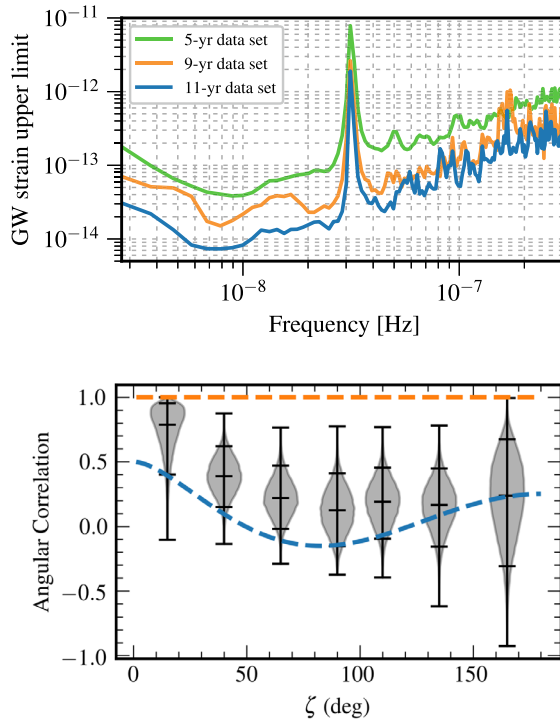 10⁻¹¹
10⁻¹²
10⁻¹³
10⁻¹⁴
GW strain upper limit
5-yr data set
9-yr data set
11-yr data set
10⁻⁸
10⁻⁷
Frequency [Hz]
1.0
0.5
0.0
−0.5
−1.0
Angular Correlation
0
50
100
150
ζ (deg)